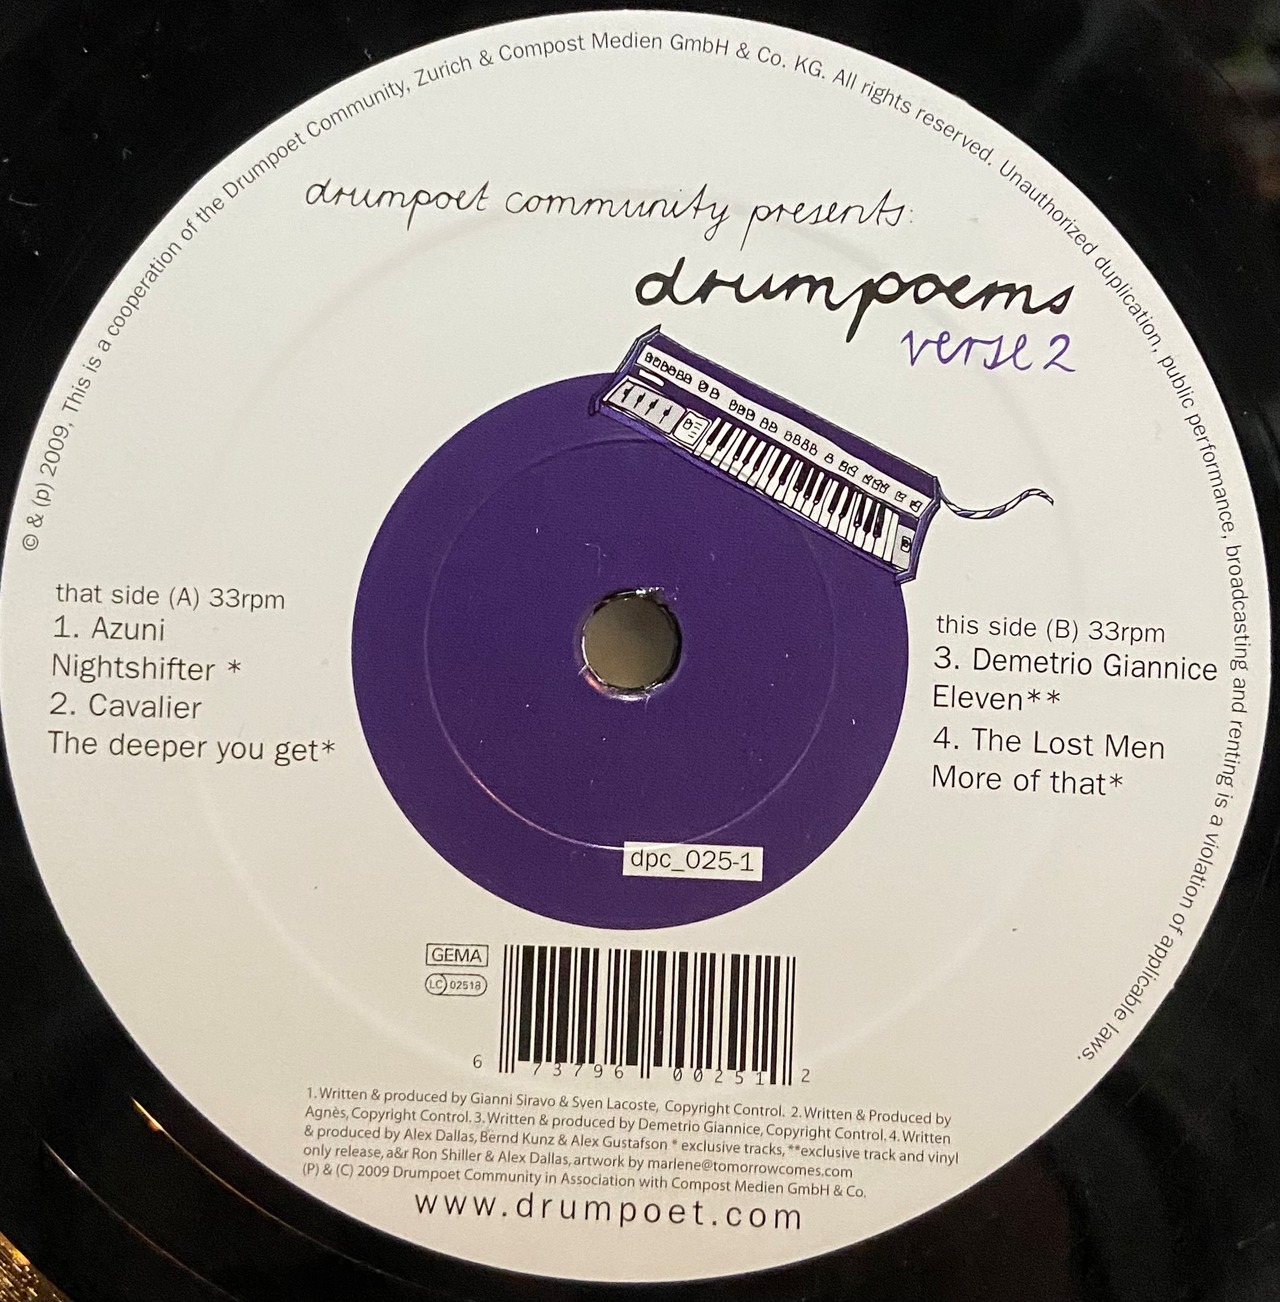 © & (p) 2009, This is a cooperation of the Drumpoet Community, Zurich & Compost Medien GmbH & Co. KG. All rights reserved. Unauthorized duplication, public performance, broadcasting and renting is a violation of applicable laws.
drumpoet community presents:
drumpoems
verse 2
that side (A) 33rpm
1. Azuni
Nightshifter *
2. Cavalier
The deeper you get*
this side (B) 33rpm
3. Demetrio Giannice
Eleven**
4. The Lost Men
More of that*
dpc_025-1
GEMA
LC 02518
6 73796 00251 2
1. Written & produced by Gianni Siravo & Sven Lacoste, Copyright Control. 2. Written & Produced by
Agnès, Copyright Control. 3. Written & produced by Demetrio Giannice, Copyright Control. 4. Written
& produced by Alex Dallas, Bernd Kunz & Alex Gustafson * exclusive tracks, **exclusive track and vinyl
only release, a&r Ron Shiller & Alex Dallas, artwork by marlene@tomorrowcomes.com
(P) & (C) 2009 Drumpoet Community in Association with Compost Medien GmbH & Co.
www.drumpoet.com